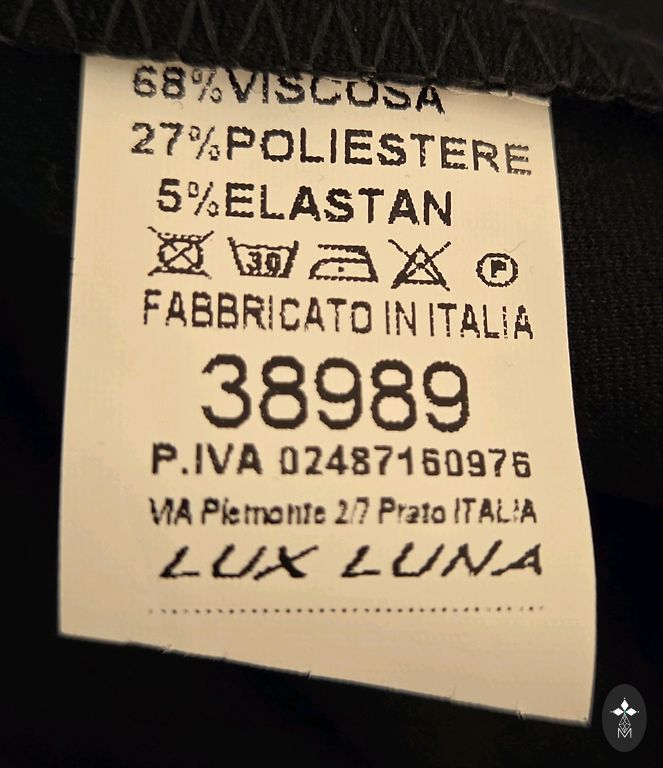 68%VISCOSA
27%POLIESTERE
5%ELASTAN
30 P
FABBRICATO IN ITALIA
38989
P.IVA 02487160976
VIA Piemonte 2/7 Prato ITALIA
LUX LUNA
M